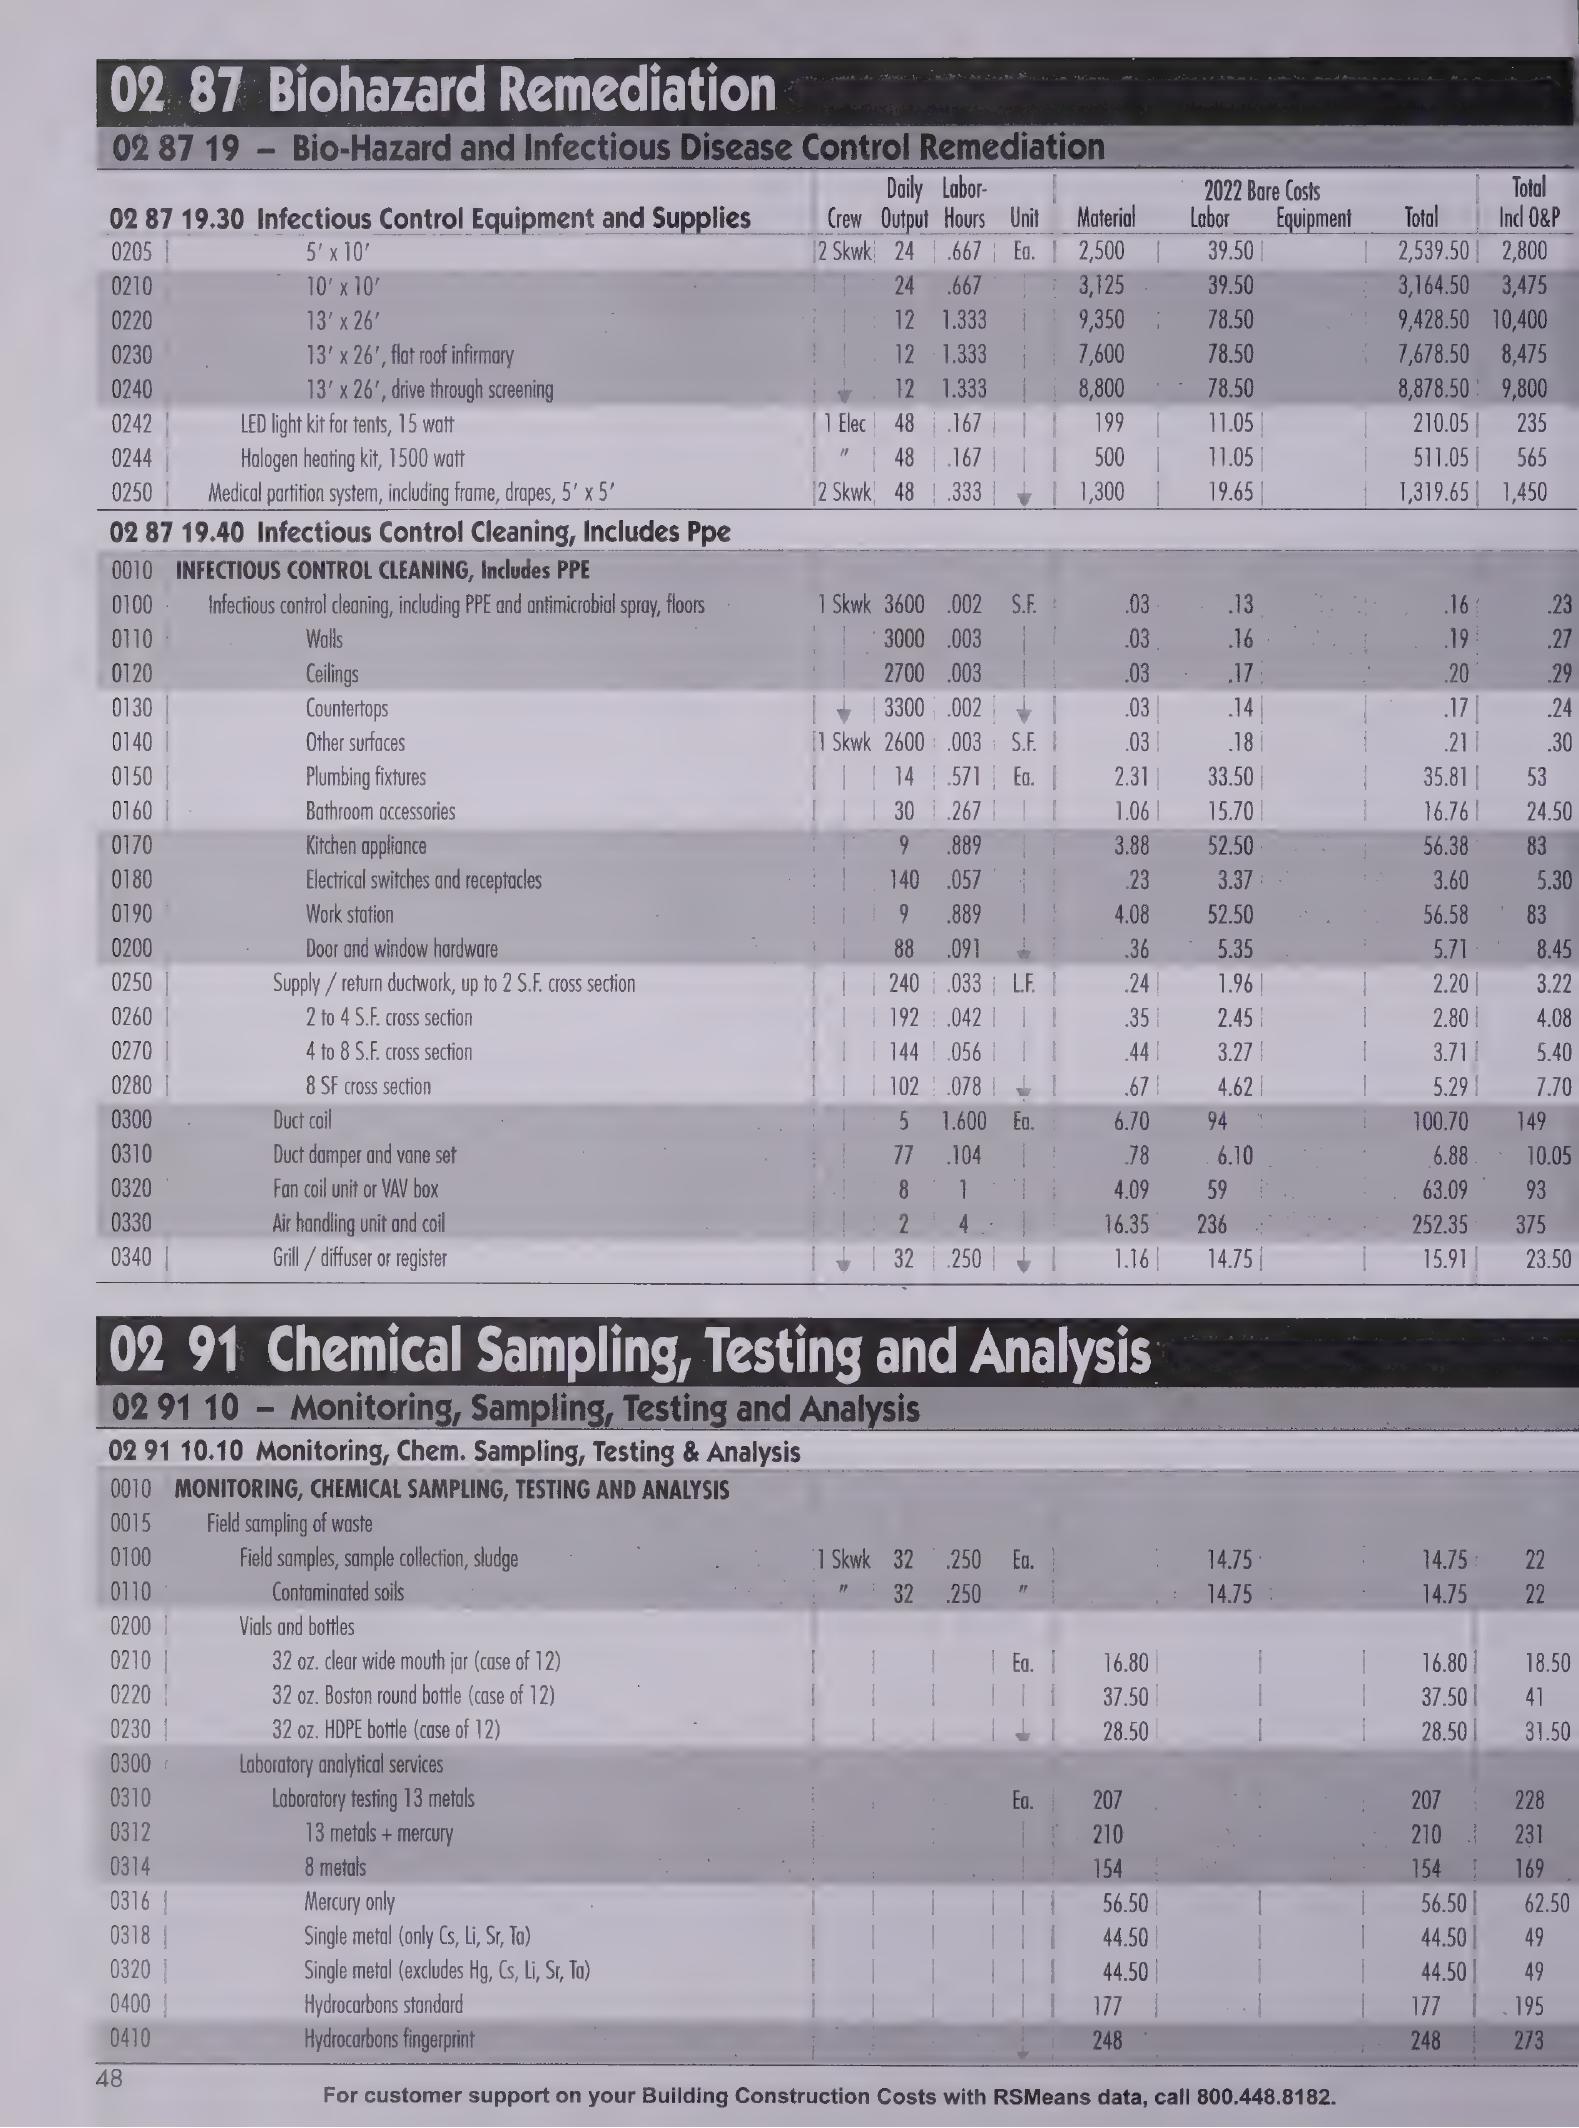 02 87 Biohazard Remediation
02 87 19 – Bio-Hazard and Infectious Disease Control Remediation
Daily Labor- 2022 Bare Costs Total
02 87 19.30 Infectious Control Equipment and Supplies Crew Output Hours Unit Material Labor Equipment Total Incl O&P
0205 5' x 10' 2 Skwk 24 .667 Ea. 2,500 39.50 2,539.50 2,800
0210 10' x 10' 24 .667 3,125 39.50 3,164.50 3,475
0220 13' x 26' 12 1.333 9,350 78.50 9,428.50 10,400
0230 13' x 26', flat roof infirmary 12 1.333 7,600 78.50 7,678.50 8,475
0240 13' x 26', drive through screening 12 1.333 8,800 78.50 8,878.50 9,800
0242 LED light kit for tents, 15 watt 1 Elec 48 .167 199 11.05 210.05 235
0244 Halogen heating kit, 1500 watt " 48 .167 500 11.05 511.05 565
0250 Medical partition system, including frame, drapes, 5' x 5' 2 Skwk 48 .333 1,300 19.65 1,319.65 1,450
02 87 19.40 Infectious Control Cleaning, Includes Ppe
0010 INFECTIOUS CONTROL CLEANING, Includes PPE
0100 Infectious control cleaning, including PPE and antimicrobial spray, floors 1 Skwk 3600 .002 S.F. .03 .13 .16 .23
0110 Walls 3000 .003 .03 .16 .19 .27
0120 Ceilings 2700 .003 .03 .17 .20 .29
0130 Countertops 3300 .002 .03 .14 .17 .24
0140 Other surfaces 1 Skwk 2600 .003 S.F. .03 .18 .21 .30
0150 Plumbing fixtures 14 .571 Ea. 2.31 33.50 35.81 53
0160 Bathroom accessories 30 .267 1.06 15.70 16.76 24.50
0170 Kitchen appliance 9 .889 3.88 52.50 56.38 83
0180 Electrical switches and receptacles 140 .057 .23 3.37 3.60 5.30
0190 Work station 9 .889 4.08 52.50 56.58 83
0200 Door and window hardware 88 .091 .36 5.35 5.71 8.45
0250 Supply / return ductwork, up to 2 S.F. cross section 240 .033 L.F. .24 1.96 2.20 3.22
0260 2 to 4 S.F. cross section 192 .042 .35 2.45 2.80 4.08
0270 4 to 8 S.F. cross section 144 .056 .44 3.27 3.71 5.40
0280 8 SF cross section 102 .078 .67 4.62 5.29 7.70
0300 Duct coil 5 1.600 Ea. 6.70 94 100.70 149
0310 Duct damper and vane set 77 .104 .78 6.10 6.88 10.05
0320 Fan coil unit or VAV box 8 1 4.09 59 63.09 93
0330 Air handling unit and coil 2 4 16.35 236 252.35 375
0340 Grill / diffuser or register 32 .250 1.16 14.75 15.91 23.50
02 91 Chemical Sampling, Testing and Analysis
02 91 10 – Monitoring, Sampling, Testing and Analysis
02 91 10.10 Monitoring, Chem. Sampling, Testing & Analysis
0010 MONITORING, CHEMICAL SAMPLING, TESTING AND ANALYSIS
0015 Field sampling of waste
0100 Field samples, sample collection, sludge 1 Skwk 32 .250 Ea. 14.75 14.75 22
0110 Contaminated soils " 32 .250 " 14.75 14.75 22
0200 Vials and bottles
0210 32 oz. clear wide mouth jar (case of 12) Ea. 16.80 16.80 18.50
0220 32 oz. Boston round bottle (case of 12) 37.50 37.50 41
0230 32 oz. HDPE bottle (case of 12) 28.50 28.50 31.50
0300 Laboratory analytical services
0310 Laboratory testing 13 metals Ea. 207 207 228
0312 13 metals + mercury 210 210 231
0314 8 metals 154 154 169
0316 Mercury only 56.50 56.50 62.50
0318 Single metal (only Cs, Li, Sr, Ta) 44.50 44.50 49
0320 Single metal (excludes Hg, Cs, Li, Sr, Ta) 44.50 44.50 49
0400 Hydrocarbons standard 177 177 195
0410 Hydrocarbons fingerprint 248 248 273
48
For customer support on your Building Construction Costs with RSMeans data, call 800.448.8182.